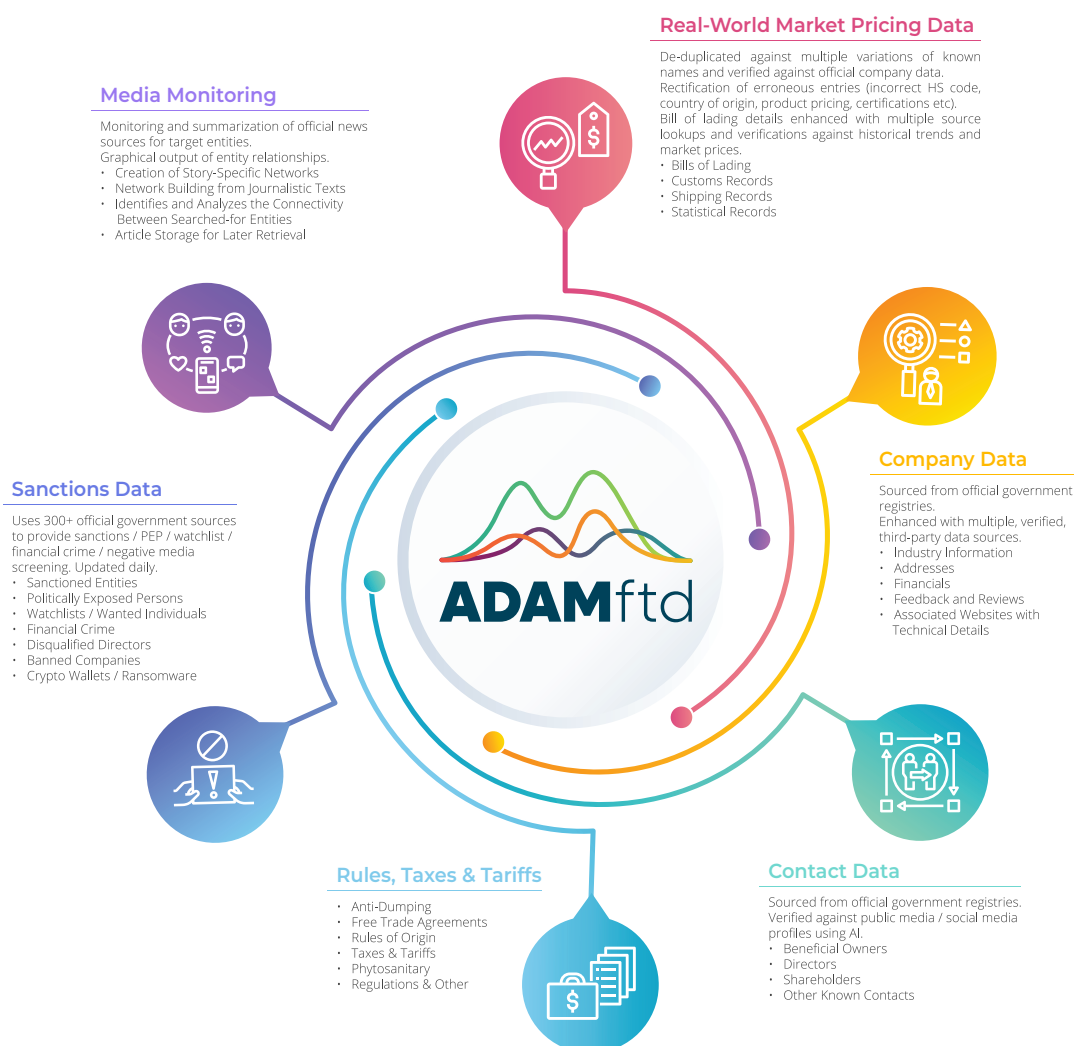 Real-World Market Pricing Data
De-duplicated against multiple variations of known
names and verified against official company data.
Rectification of erroneous entries (incorrect HS code,
country of origin, product pricing, certifications etc).
Bill of lading details enhanced with multiple source
lookups and verifications against historical trends and
market prices.
• Bills of Lading
• Customs Records
• Shipping Records
• Statistical Records
Media Monitoring
Monitoring and summarization of official news
sources for target entities.
Graphical output of entity relationships.
• Creation of Story-Specific Networks
• Network Building from Journalistic Texts
• Identifies and Analyzes the Connectivity
Between Searched-for Entities
• Article Storage for Later Retrieval
$
Company Data
Sourced from official government
registries.
Enhanced with multiple, verified,
third-party data sources.
• Industry Information
• Addresses
• Financials
• Feedback and Reviews
• Associated Websites with
Technical Details
Sanctions Data
Uses 300+ official government sources
to provide sanctions / PEP / watchlist /
financial crime / negative media
screening. Updated daily.
• Sanctioned Entities
• Politically Exposed Persons
• Watchlists / Wanted Individuals
• Financial Crime
• Disqualified Directors
• Banned Companies
• Crypto Wallets / Ransomware
ADAMftd
!
Rules, Taxes & Tariffs
• Anti-Dumping
• Free Trade Agreements
• Rules of Origin
• Taxes & Tariffs
• Phytosanitary
• Regulations & Other
$
Contact Data
Sourced from official government registries.
Verified against public media / social media
profiles using AI.
• Beneficial Owners
• Directors
• Shareholders
• Other Known Contacts